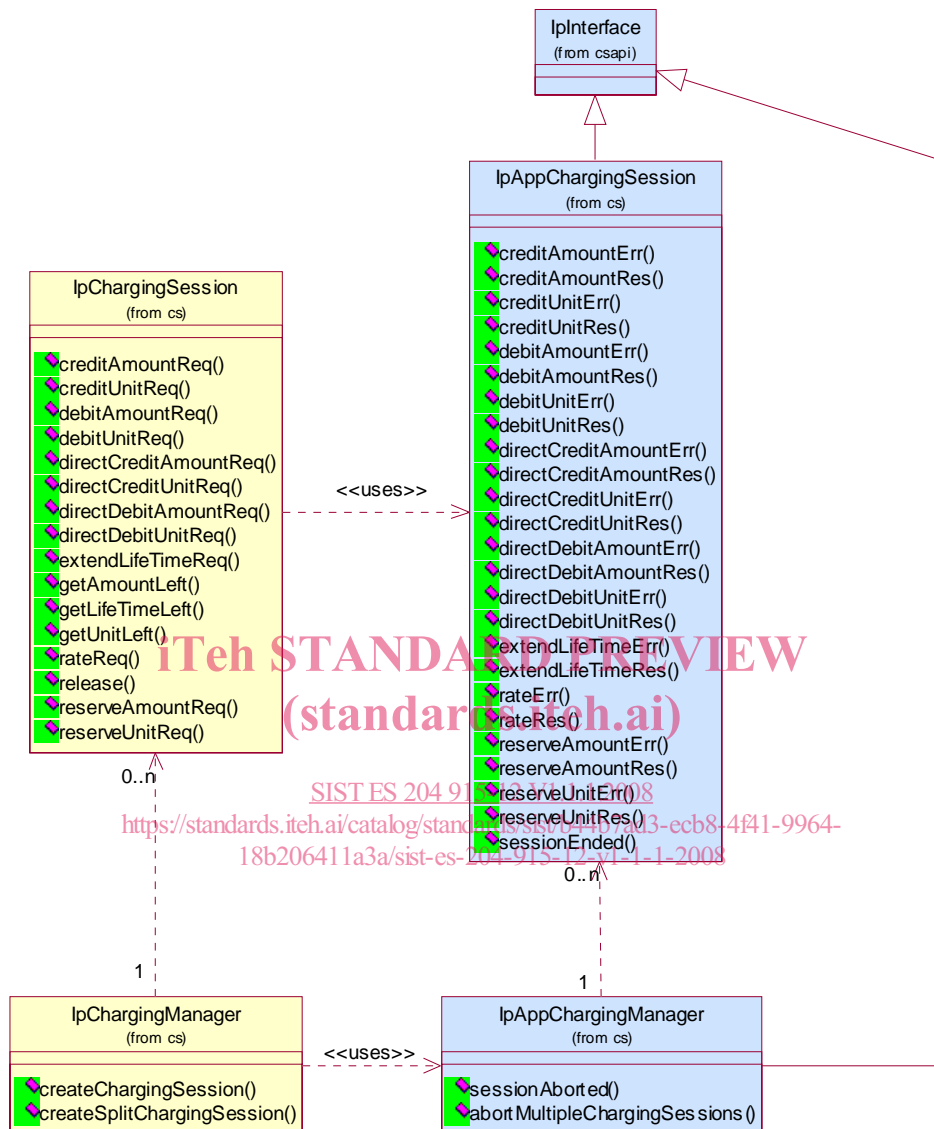 IpInterface
(from csapi)
IpAppChargingSession
(from cs)
creditAmountErr()
creditAmountRes()
creditUnitErr()
creditUnitRes()
debitAmountErr()
debitAmountRes()
debitUnitErr()
debitUnitRes()
directCreditAmountErr()
directCreditAmountRes()
directCreditUnitErr()
directCreditUnitRes()
directDebitAmountErr()
directDebitAmountRes()
directDebitUnitErr()
directDebitUnitRes()
extendLifeTimeErr()
extendLifeTimeRes()
rateErr()
rateRes()
reserveAmountErr()
reserveAmountRes()
reserveUnitErr()
reserveUnitRes()
sessionEnded()
IpChargingSession
(from cs)
creditAmountReq()
creditUnitReq()
debitAmountReq()
debitUnitReq()
directCreditAmountReq()
directCreditUnitReq()
directDebitAmountReq()
directDebitUnitReq()
extendLifeTimeReq()
getAmountLeft()
getLifeTimeLeft()
getUnitLeft()
rateReq()
release()
reserveAmountReq()
reserveUnitReq()
<<uses>>
iTeh STANDARD PREVIEW
(standards.iteh.ai)
SIST ES 204 915-12 V1.1.1:2008
https://standards.iteh.ai/catalog/standards/sist/b44b7ad3-ecb8-4f41-9964-
18b206411a3a/sist-es-204-915-12-v1-1-1-2008
0..n
0..n
1
1
IpChargingManager
(from cs)
createChargingSession()
createSplitChargingSession()
<<uses>>
IpAppChargingManager
(from cs)
sessionAborted()
abortMultipleChargingSessions()